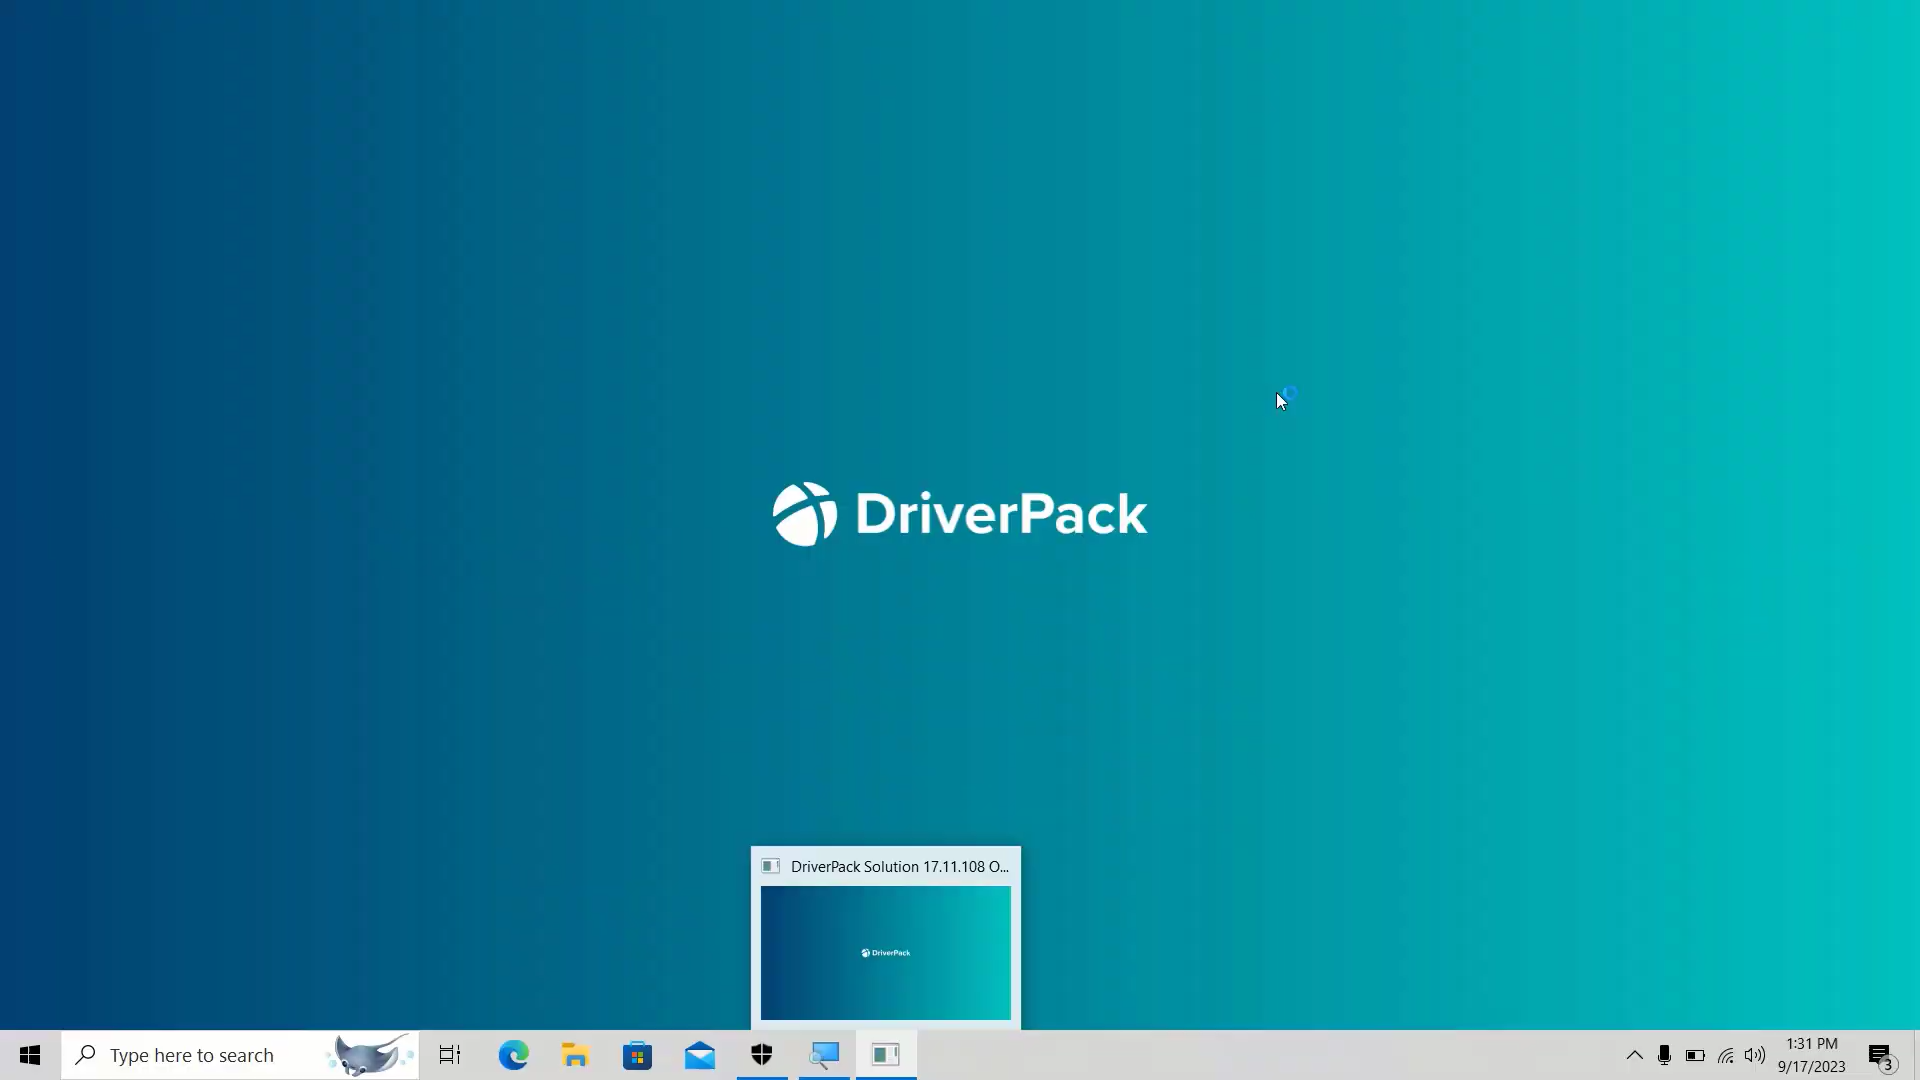 DriverPack
DriverPack Solution 17.11.108 O...
DriverPack
Type here to search
1:31 PM
9/17/2023
3